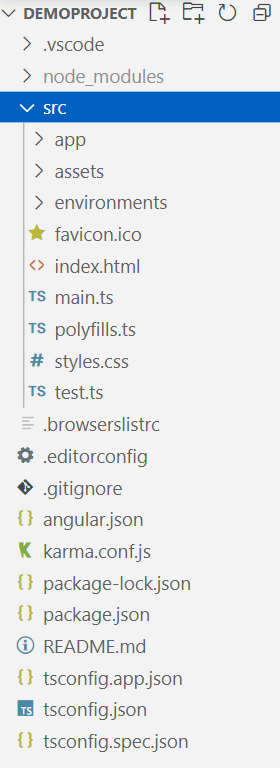 DEMOPROJECT
.vscode
node_modules
src
app
assets
environments
favicon.ico
<> index.html
TS main.ts
TS polyfills.ts
# styles.css
TS test.ts
.browserslistrc
.editorconfig
.gitignore
{} angular.json
karma.conf.js
{} package-lock.json
{} package.json
README.md
{} tsconfig.app.json
TS tsconfig.json
{} tsconfig.spec.json